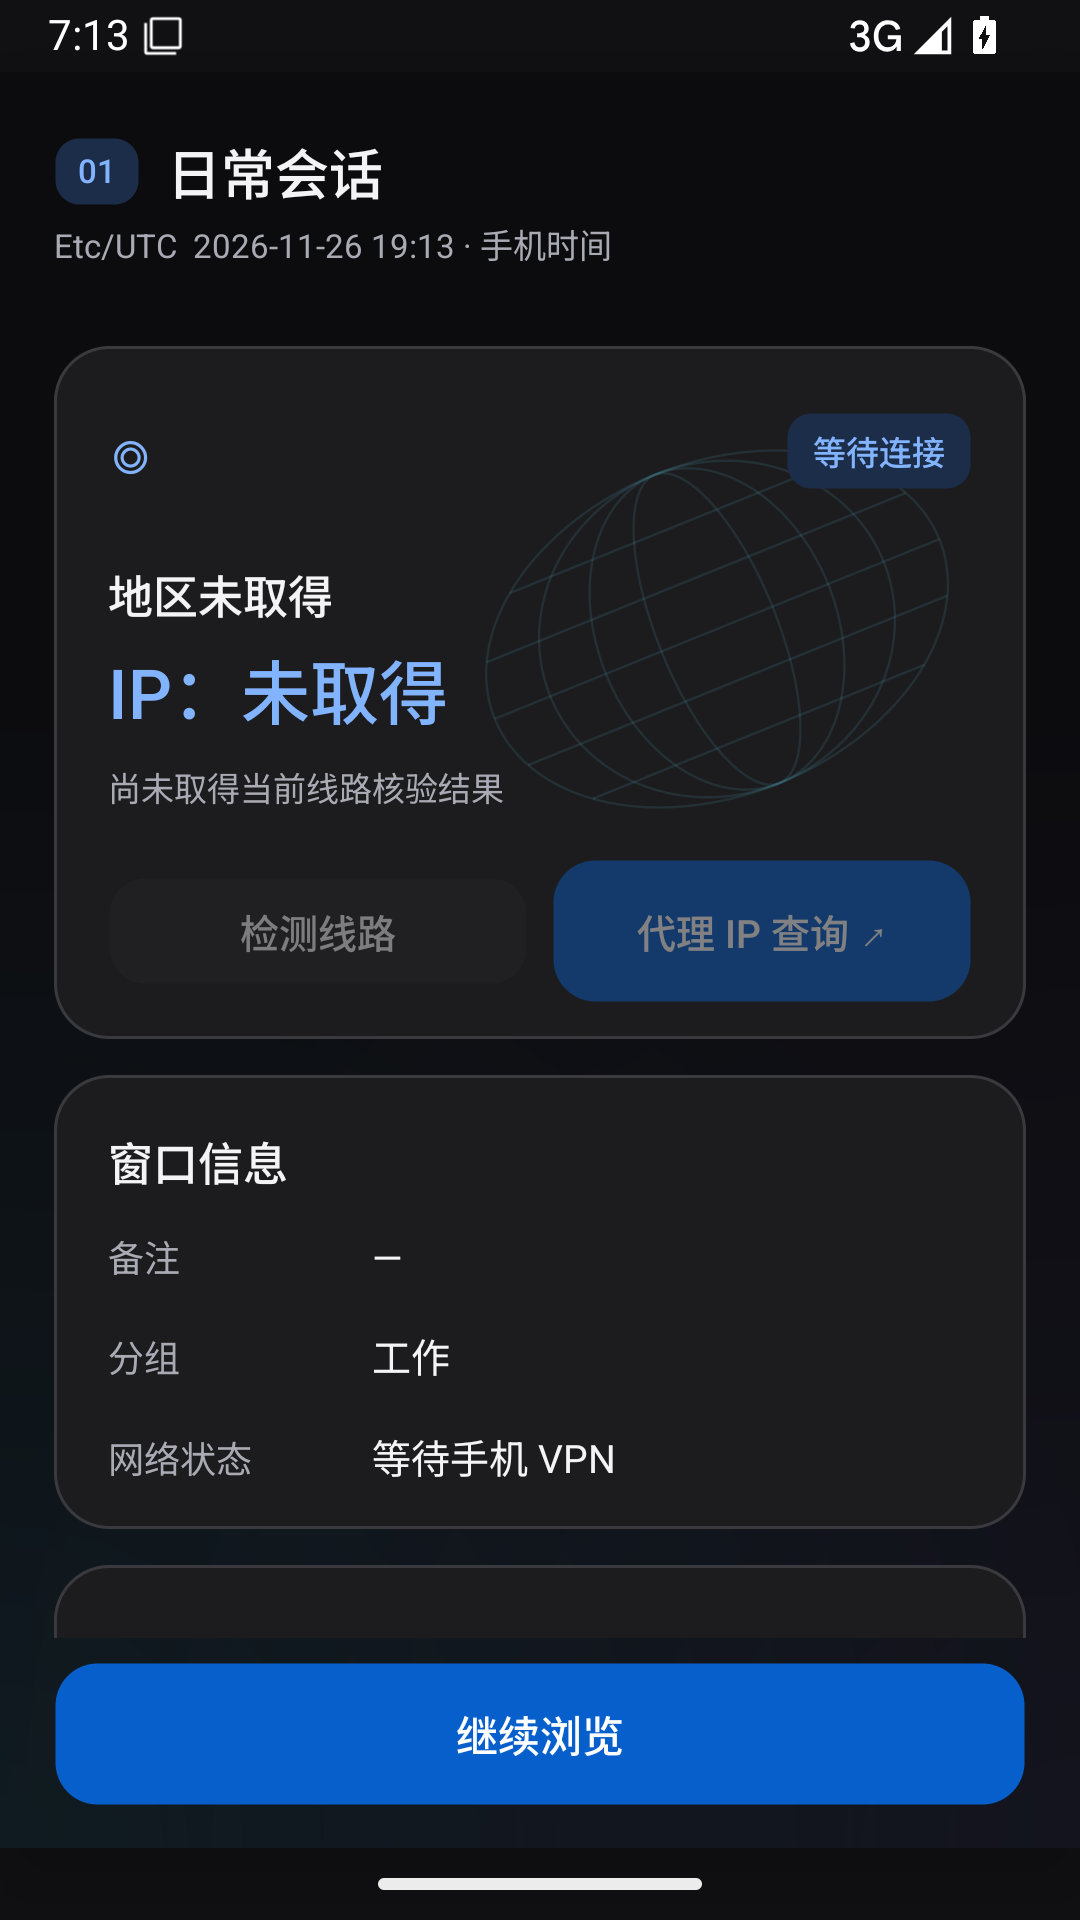 7:13
3G
01 日常会话
Etc/UTC 2026-11-26 19:13 · 手机时间
等待连接
地区未取得
IP：未取得
尚未取得当前线路核验结果
检测线路
代理 IP 查询 ↗
窗口信息
备注 —
分组 工作
网络状态 等待手机 VPN
继续浏览